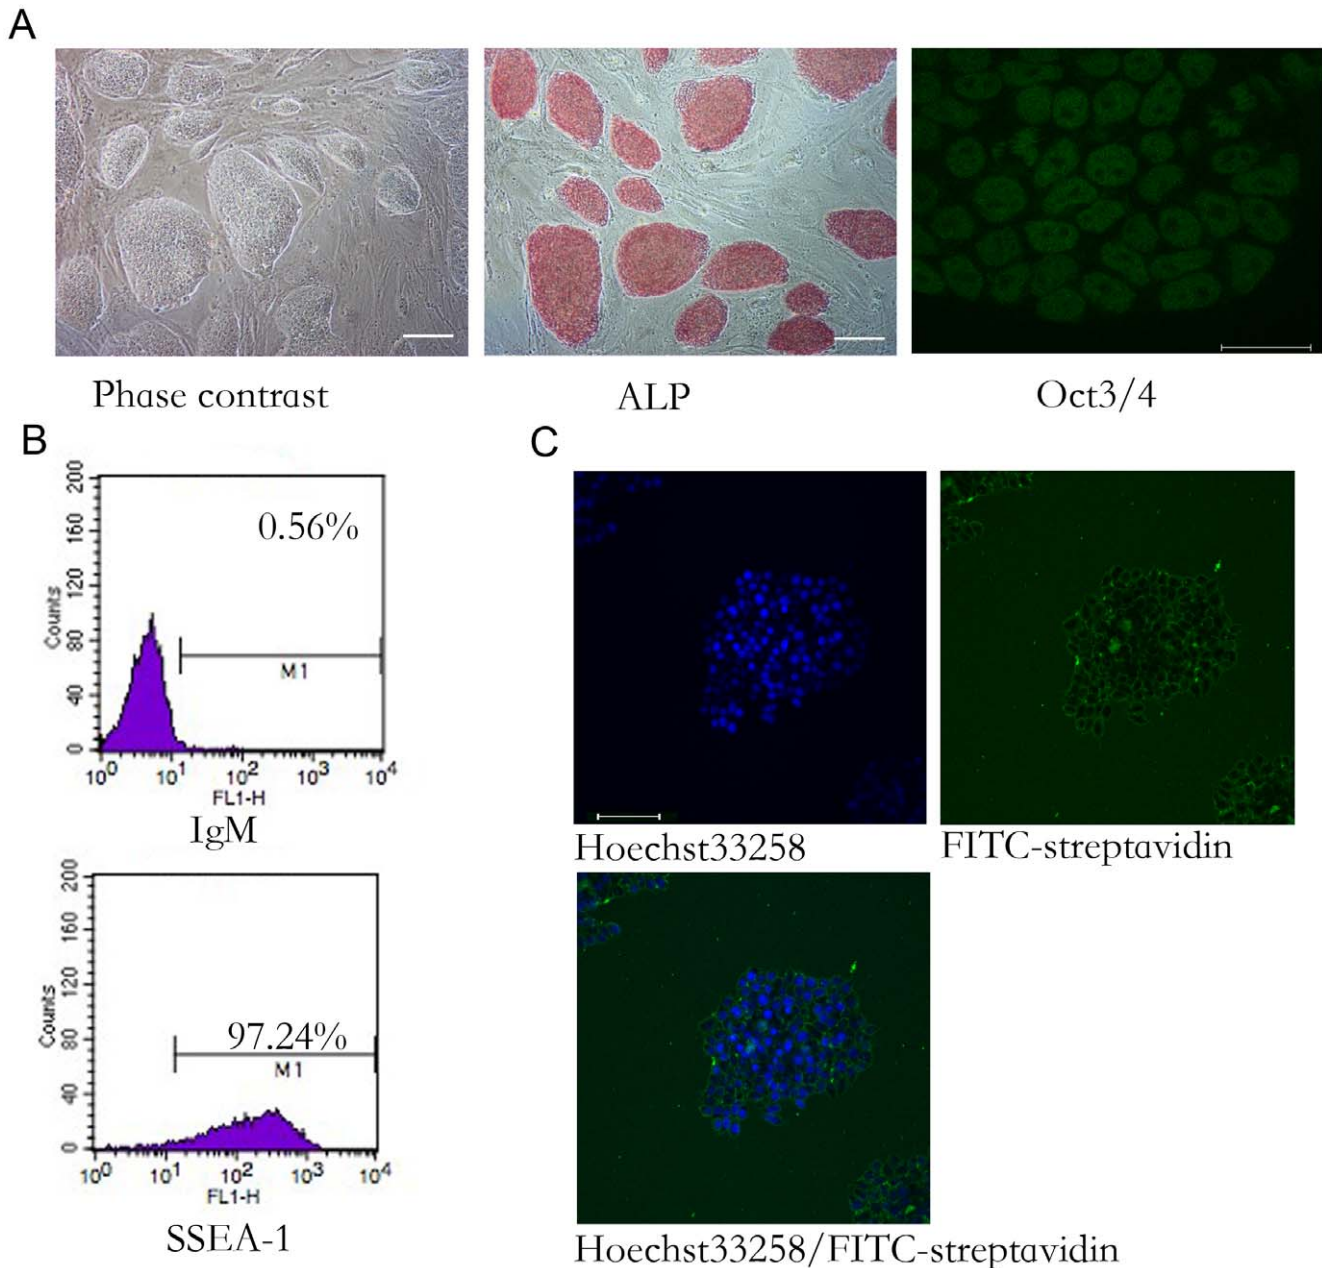 A
Phase contrast
ALP
Oct3/4
B
200
160
120
80
40
0
Counts
0.56%
M1
10^0 10^1 10^2 10^3 10^4
FL1-H
IgM
200
160
120
80
40
0
Counts
97.24%
M1
10^0 10^1 10^2 10^3 10^4
FL1-H
SSEA-1
C
Hoechst33258
FITC-streptavidin
Hoechst33258/FITC-streptavidin